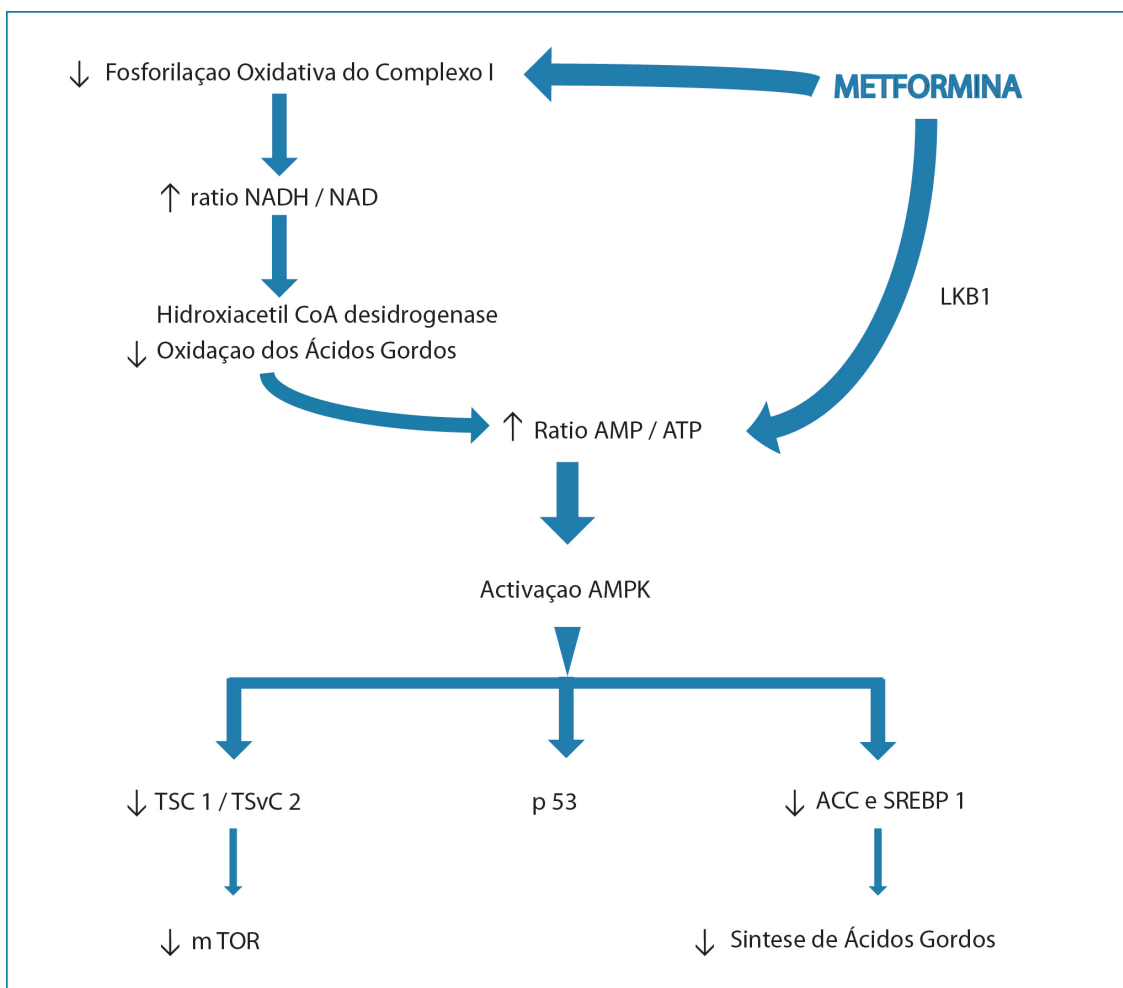 ↓ Fosforilaçao Oxidativa do Complexo I
METFORMINA
↑ ratio NADH / NAD
LKB1
Hidroxiacetil CoA desidrogenase
↓ Oxidaçao dos Ácidos Gordos
↑ Ratio AMP / ATP
Activaçao AMPK
↓ TSC 1 / TSvC 2
p 53
↓ ACC e SREBP 1
↓ m TOR
↓ Sintese de Ácidos Gordos